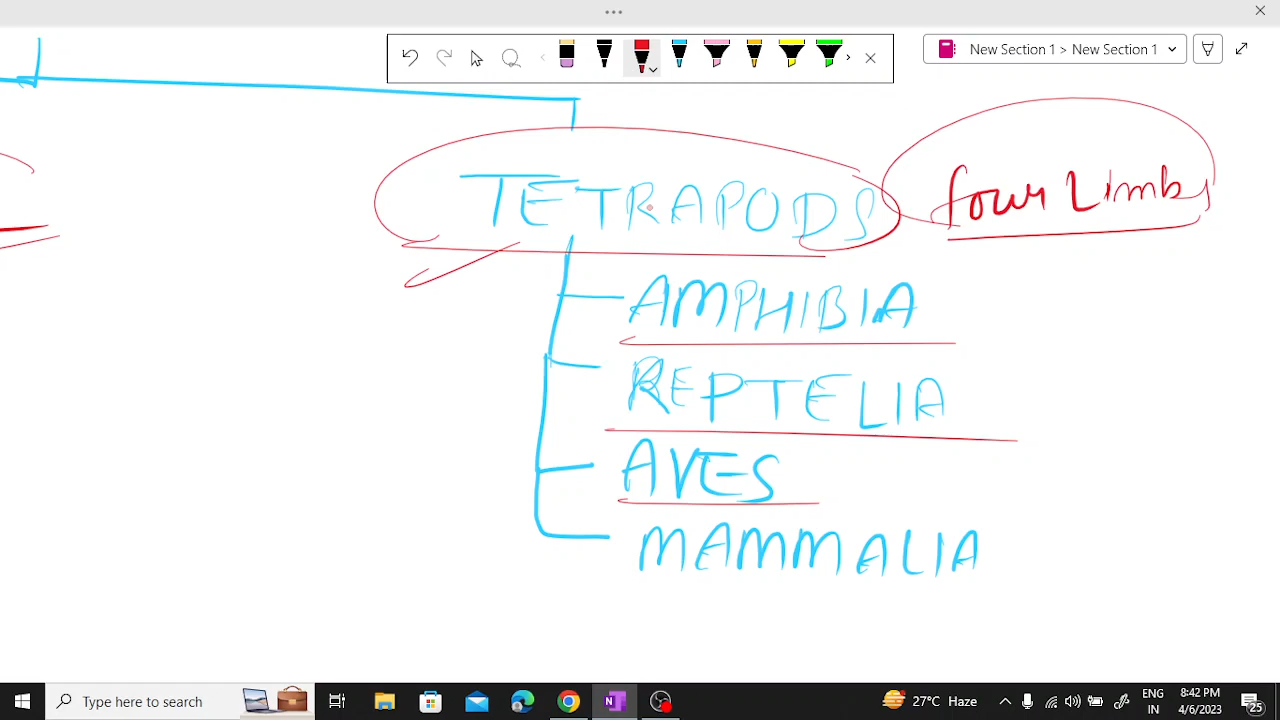 New Section 1 > New Section 1
TETRAPODS four Limbs
AMPHIBIA
REPTELIA
AVES
MAMMALIA
Type here to search
27°C Haze
ENG
IN
8:42 PM
4/6/2023
25